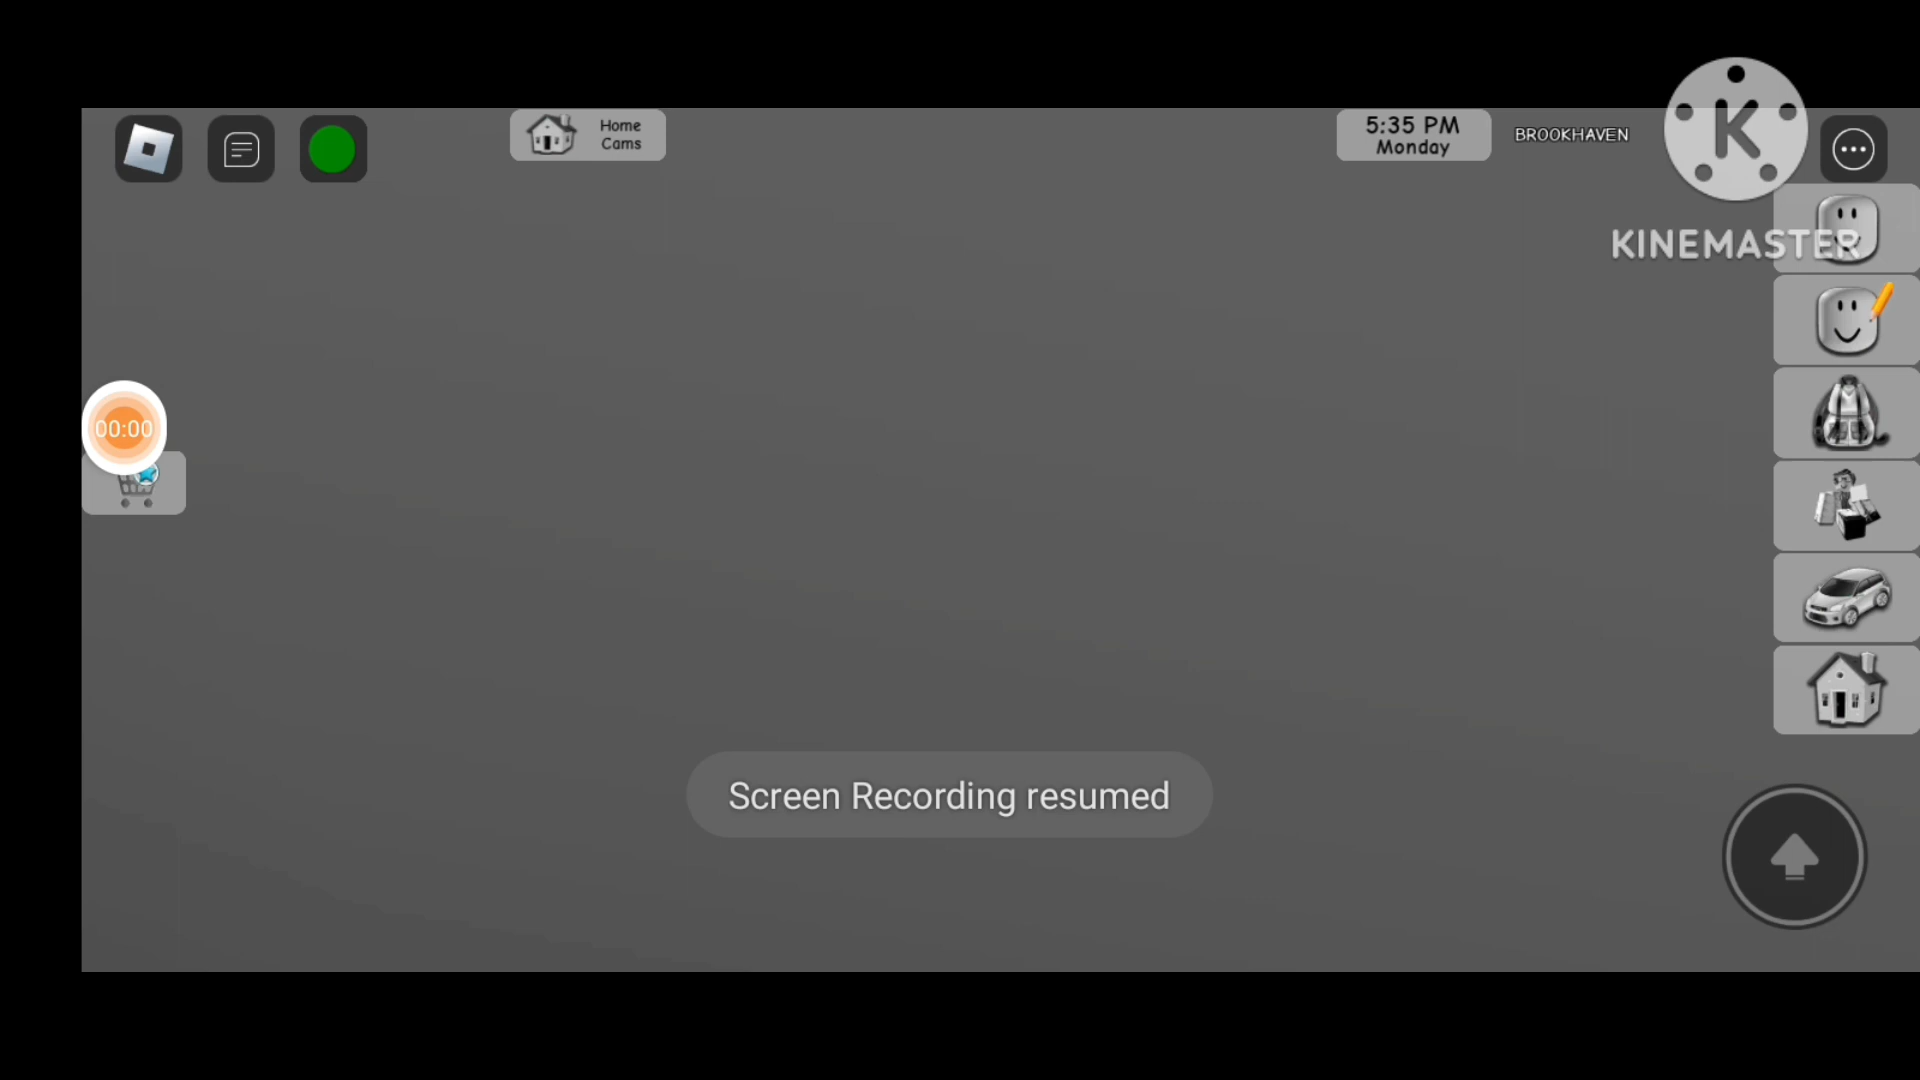 Home
Cams
5:35 PM
Monday
BROOKHAVEN
K
KINEMASTER
00:00
Screen Recording resumed